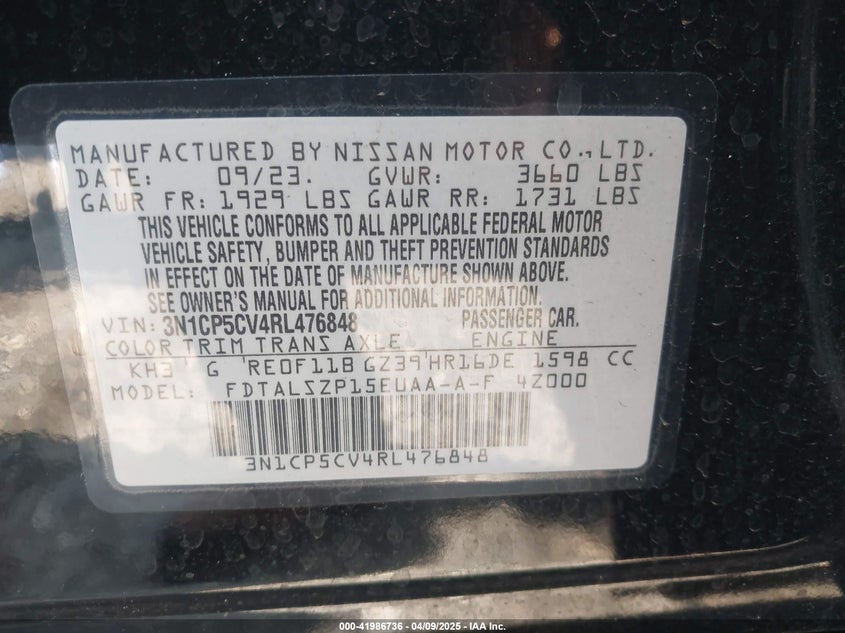 MANUFACTURED BY NISSAN MOTOR CO., LTD.
DATE: 09/23. GVWR: 3660 LBS
GAWR FR: 1929 LBS GAWR RR: 1731 LBS
THIS VEHICLE CONFORMS TO ALL APPLICABLE FEDERAL MOTOR
VEHICLE SAFETY, BUMPER AND THEFT PREVENTION STANDARDS
IN EFFECT ON THE DATE OF MANUFACTURE SHOWN ABOVE.
SEE OWNER'S MANUAL FOR ADDITIONAL INFORMATION.
VIN: 3N1CP5CV4RL476848 PASSENGER CAR.
COLOR TRIM TRANS AXLE ENGINE
KH3 G RE0F11B GZ39 HR16DE 1598 CC
MODEL: FDTALSZP15EUAA-A-F 4Z000
3N1CP5CV4RL476848
000-41986736 - 04/09/2025 - IAA Inc.